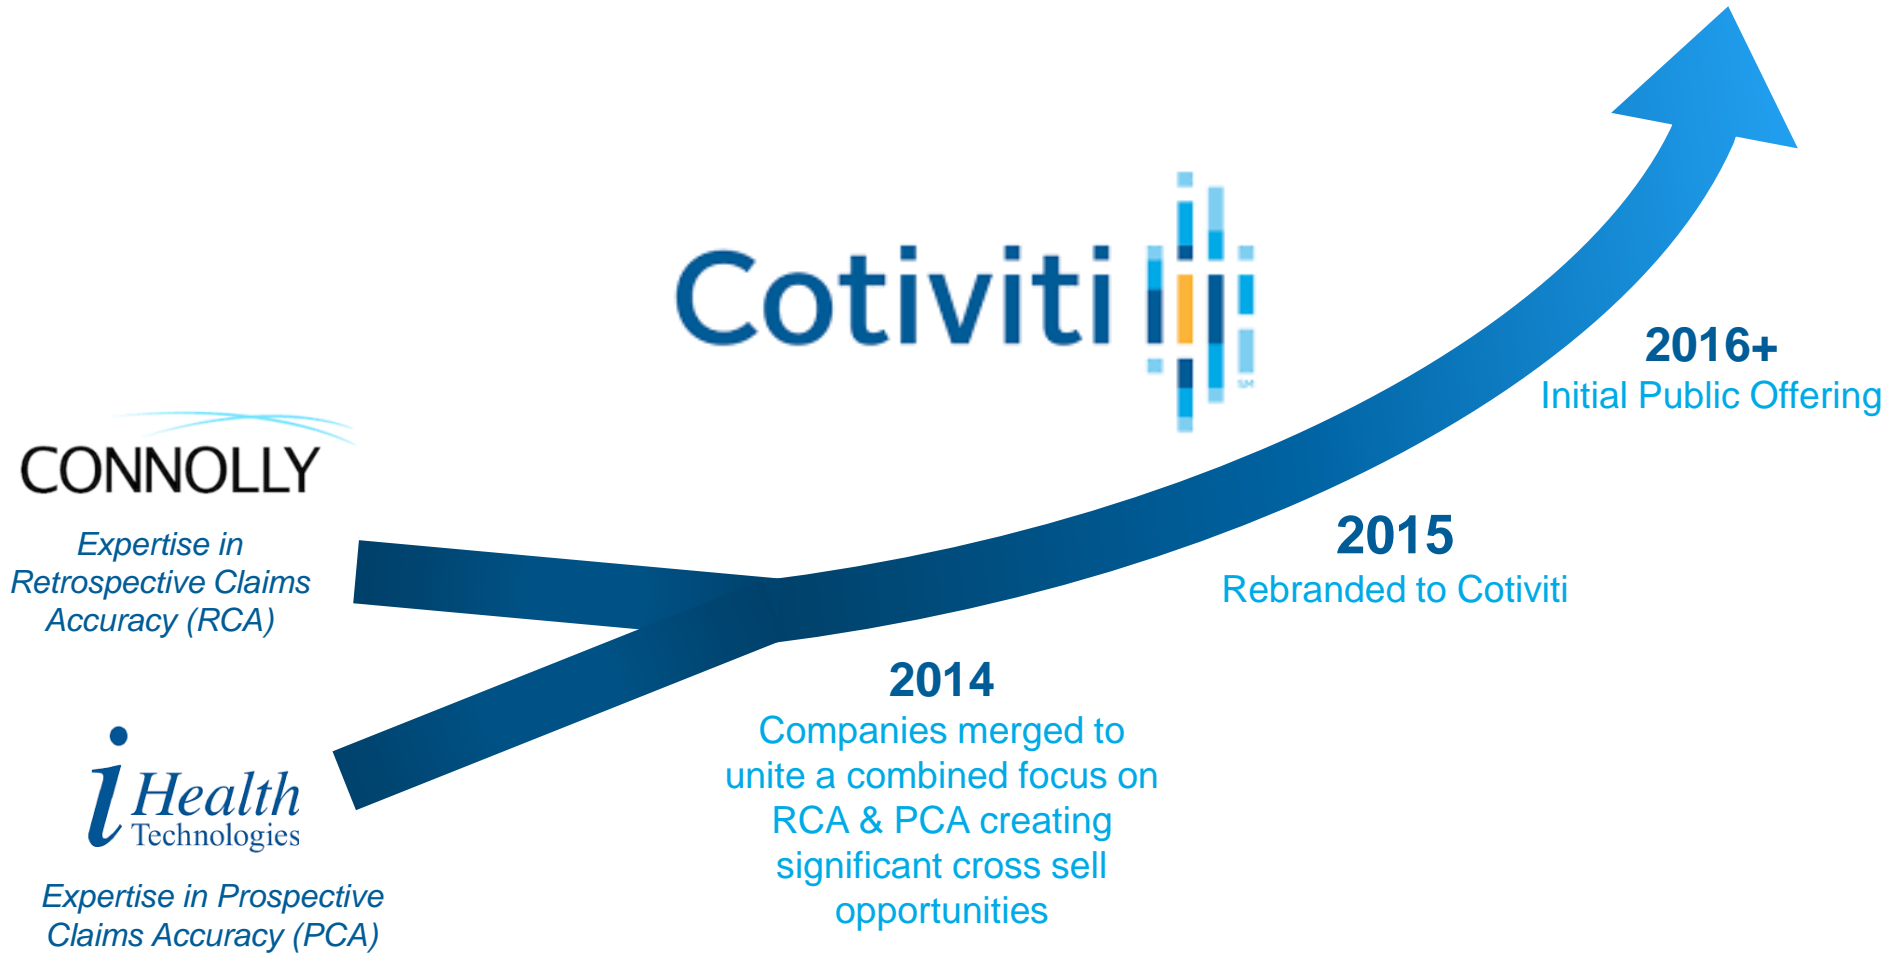 Cotiviti
SM
CONNOLLY
Expertise in
Retrospective Claims
Accuracy (RCA)
i Health
Technologies
Expertise in Prospective
Claims Accuracy (PCA)
2014
Companies merged to
unite a combined focus on
RCA & PCA creating
significant cross sell
opportunities
2015
Rebranded to Cotiviti
2016+
Initial Public Offering